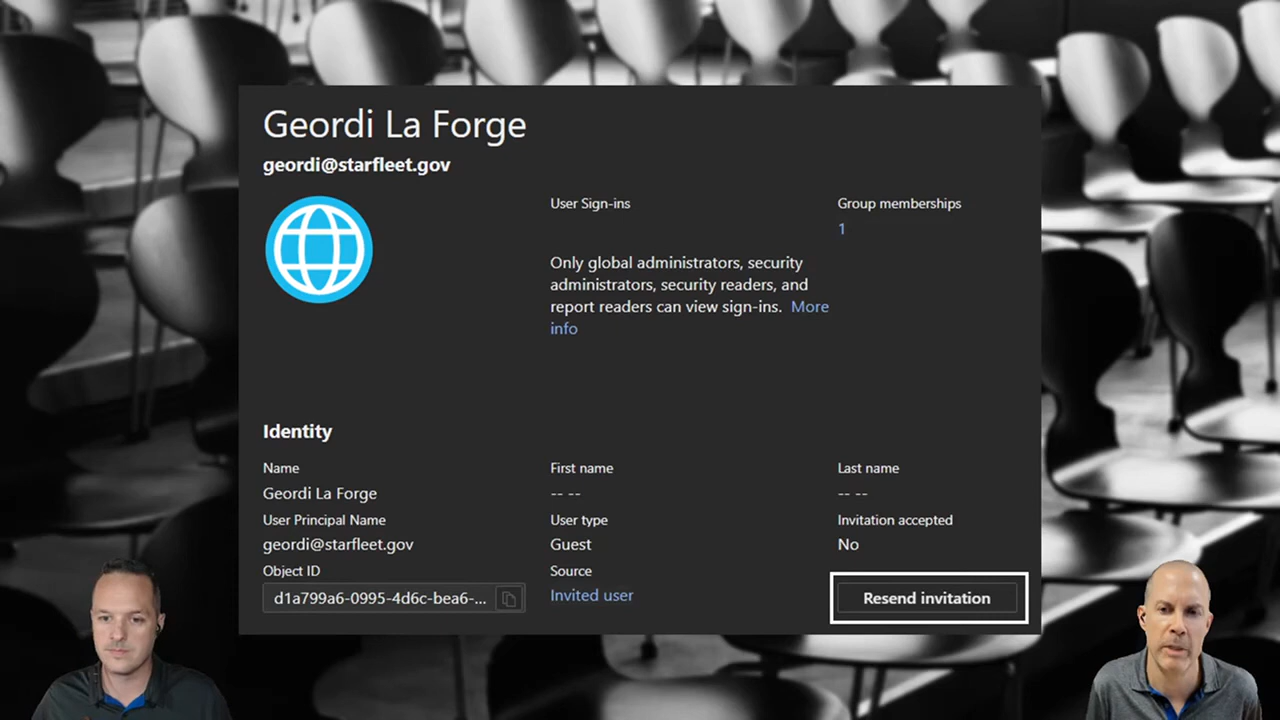 Geordi La Forge
geordi@starfleet.gov
User Sign-ins
Group memberships
1
Only global administrators, security
administrators, security readers, and
report readers can view sign-ins. More
info
Identity
Name
First name
Last name
Geordi La Forge
-- --
-- --
User Principal Name
User type
Invitation accepted
geordi@starfleet.gov
Guest
No
Object ID
Source
d1a799a6-0995-4d6c-bea6-...
Invited user
Resend invitation